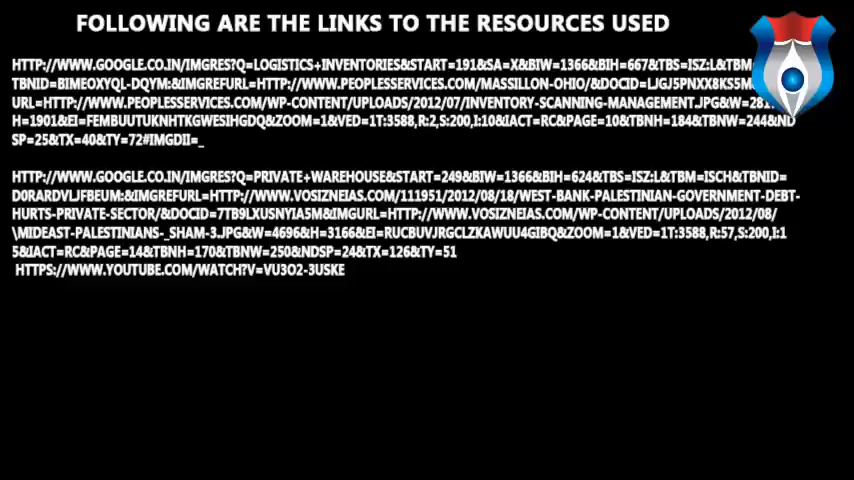 FOLLOWING ARE THE LINKS TO THE RESOURCES USED
HTTP://WWW.GOOGLE.CO.IN/IMGRES?Q=LOGISTICS+INVENTORIES&START=191&SA=X&BIW=1366&BIH=667&TBS=ISZ:L&TBM
TBNID=BIMEOXYQL-DQYM:&IMGREFURL=HTTP://WWW.PEOPLESSERVICES.COM/MASSILLON-OHIO/&DOCID=LJGJ5PNXX8KS5M
URL=HTTP://WWW.PEOPLESSERVICES.COM/WP-CONTENT/UPLOADS/2012/07/INVENTORY-SCANNING-MANAGEMENT.JPG&W=281
H=1901&EI=FEMBUUTUKNHTKGWESIHGDQ&ZOOM=1&VED=1T:3588,R:2,S:200,I:10&IACT=RC&PAGE=10&TBNH=184&TBNW=244&ND
SP=25&TX=40&TY=72#IMGDII=_
HTTP://WWW.GOOGLE.CO.IN/IMGRES?Q=PRIVATE+WAREHOUSE&START=249&BIW=1366&BIH=624&TBS=ISZ:L&TBM=ISCH&TBNID=
D0RARDVLJFBEUM:&IMGREFURL=HTTP://WWW.VOSIZNEIAS.COM/111951/2012/08/18/WEST-BANK-PALESTINIAN-GOVERNMENT-DEBT-
HURTS-PRIVATE-SECTOR/&DOCID=7TB9LXUSNYIA5M&IMGURL=HTTP://WWW.VOSIZNEIAS.COM/WP-CONTENT/UPLOADS/2012/08/
\MIDEAST-PALESTINIANS-_SHAM-3.JPG&W=4696&H=3166&EI=RUCBUVJRGCLZKAWUU4GIBQ&ZOOM=1&VED=1T:3588,R:57,S:200,I:1
5&IACT=RC&PAGE=14&TBNH=170&TBNW=250&NDSP=24&TX=126&TY=51
HTTPS://WWW.YOUTUBE.COM/WATCH?V=VU3O2-3USKE